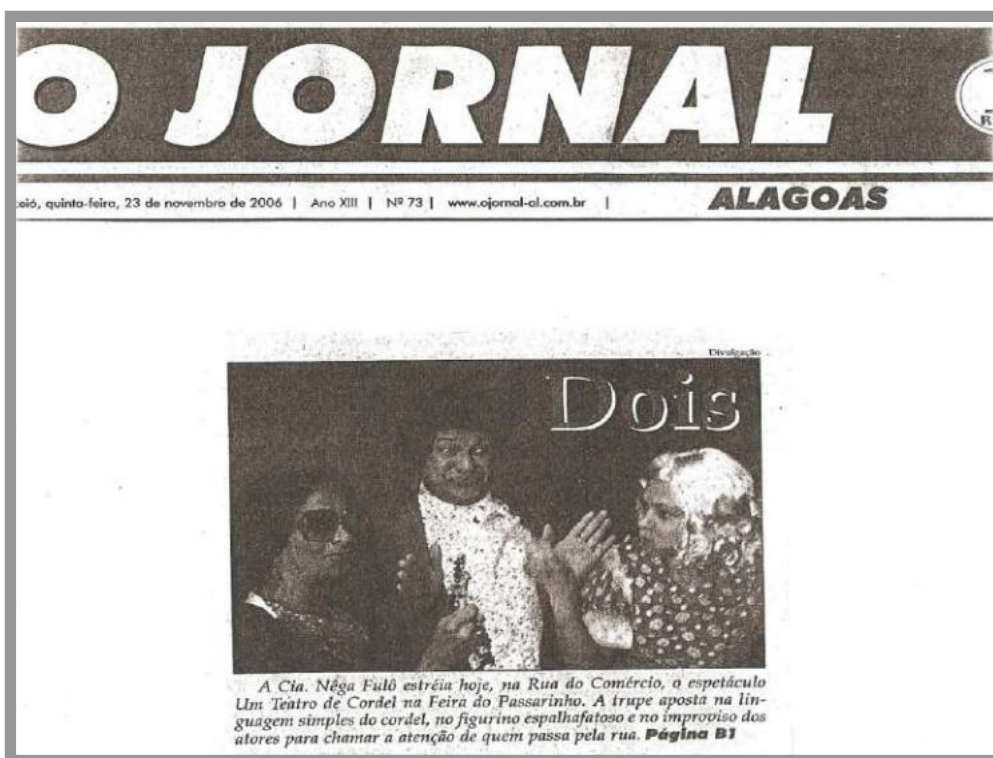 O JORNAL
R
ceió, quinta-feira, 23 de novembro de 2006 | Ano XIII | Nº 73 | www.ojornal-al.com.br |
ALAGOAS
Divulgação
Dois
A Cia. Nêga Fulô estréia hoje, na Rua do Comércio, o espetáculo
Um Teatro de Cordel na Feira do Passarinho. A trupe aposta na lin-
guagem simples do cordel, no figurino espalhafatoso e no improviso dos
atores para chamar a atenção de quem passa pela rua. Página B1